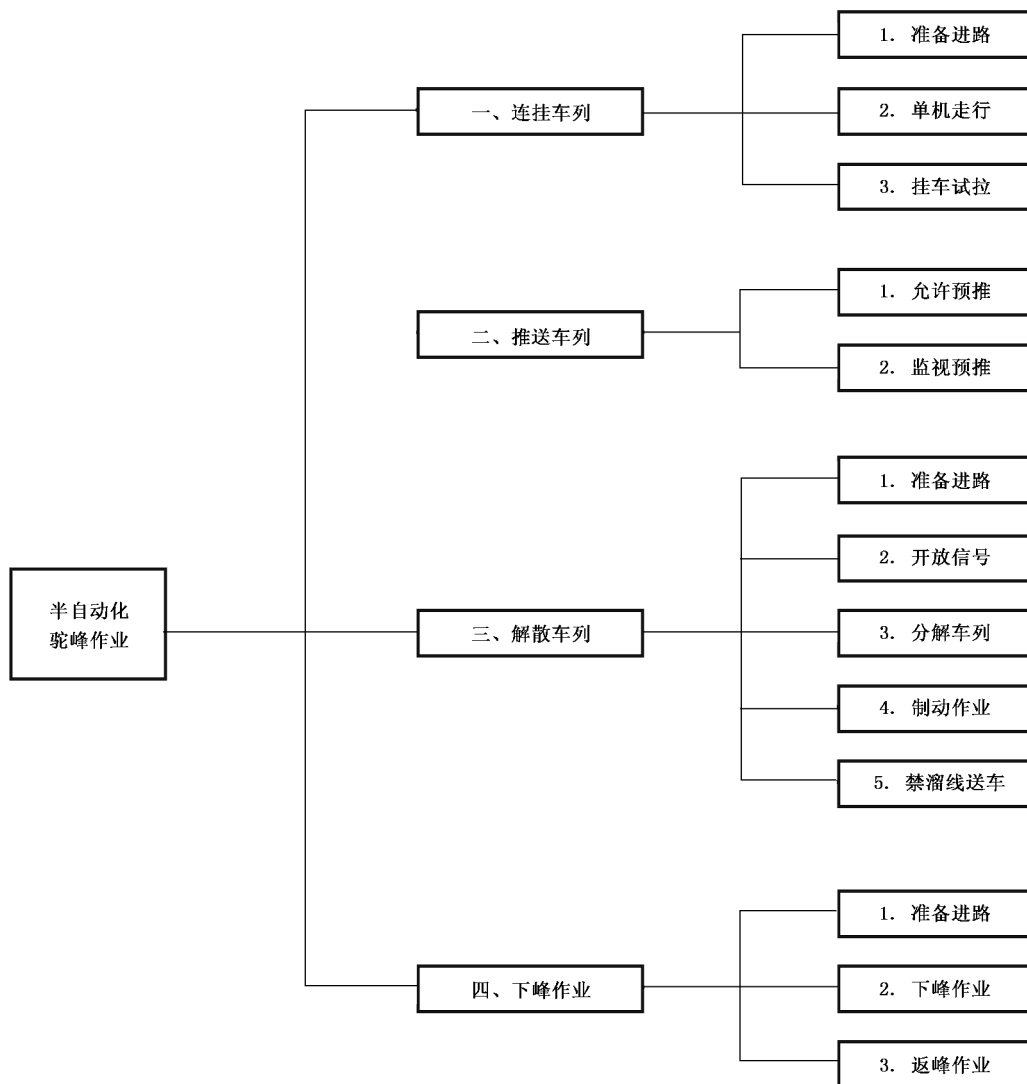 半自动化
驼峰作业
一、连挂车列
1. 准备进路
2. 单机走行
3. 挂车试拉
二、推送车列
1. 允许预推
2. 监视预推
三、解散车列
1. 准备进路
2. 开放信号
3. 分解车列
4. 制动作业
5. 禁溜线送车
四、下峰作业
1. 准备进路
2. 下峰作业
3. 返峰作业